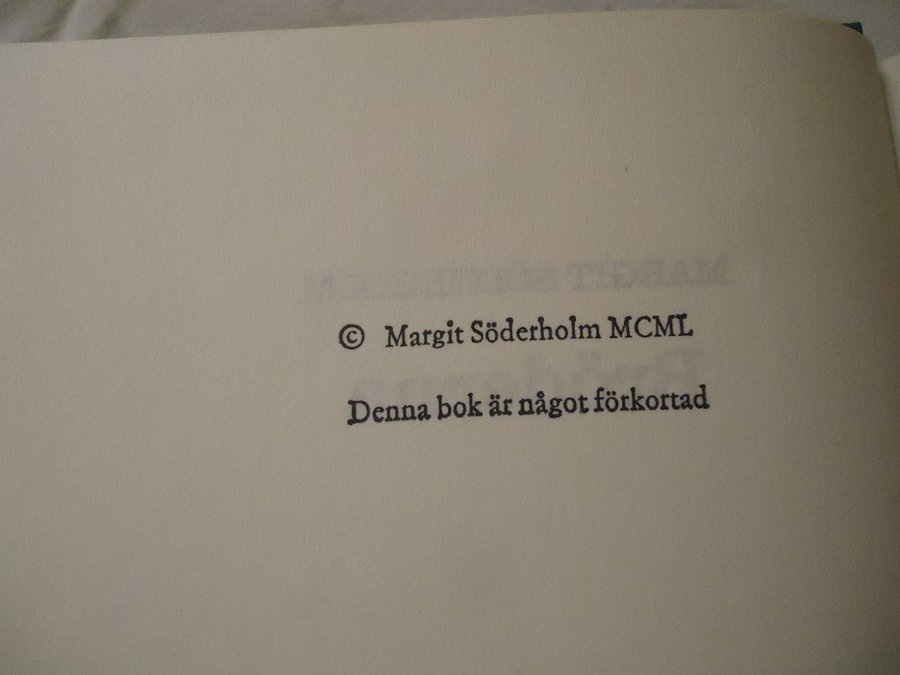 © Margit Söderholm MCML
Denna bok är något förkortad